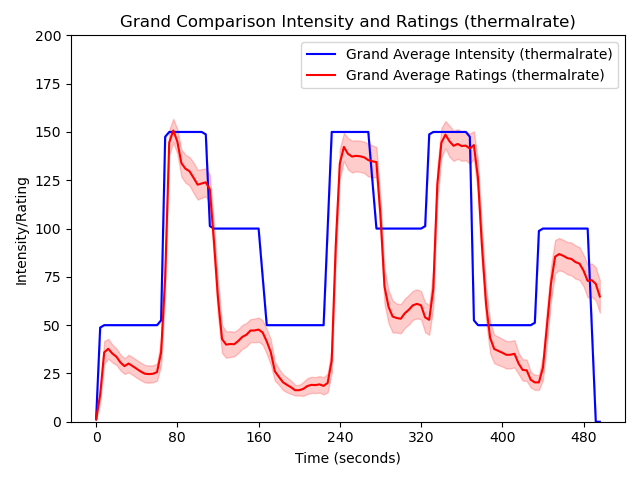 Grand Comparison Intensity and Ratings (thermalrate)
Grand Average Intensity (thermalrate)
Grand Average Ratings (thermalrate)
200
175
150
125
100
75
50
25
0
Intensity/Rating
0 80 160 240 320 400 480
Time (seconds)